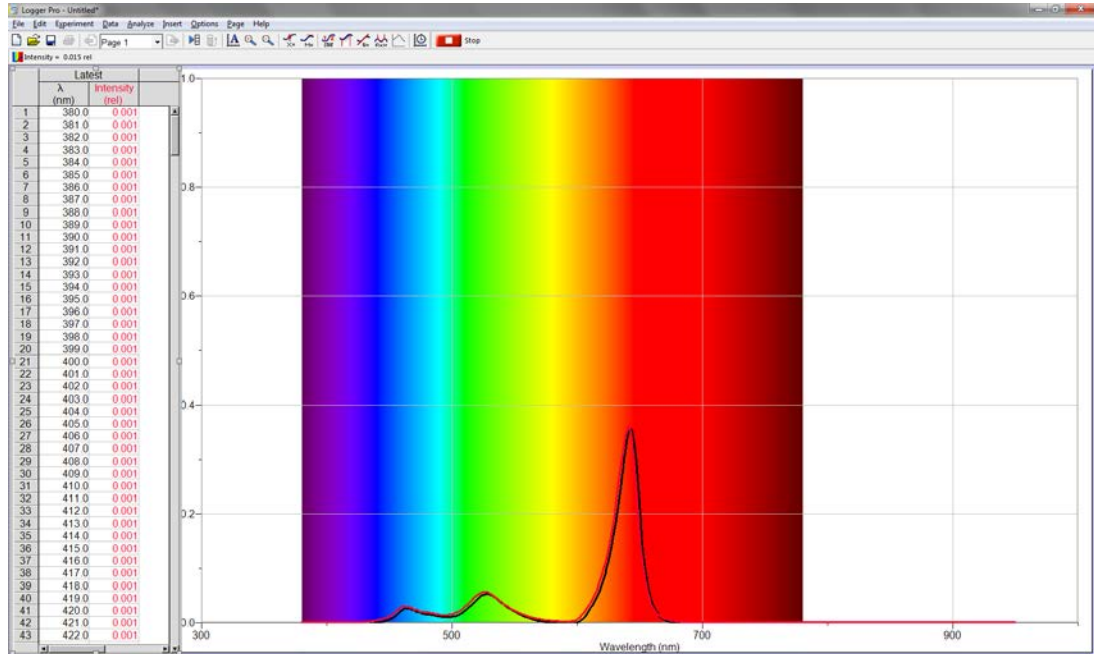 Logger Pro - Untitled*
File Edit Experiment Data Analyze Insert Options Page Help
Page 1
Stop
Intensity = 0.015 rel
Latest
λ Intensity
(nm) (rel)
1 380.0 0.001
2 381.0 0.001
3 382.0 0.001
4 383.0 0.001
5 384.0 0.001
6 385.0 0.001
7 386.0 0.001
8 387.0 0.001
9 388.0 0.001
10 389.0 0.001
11 390.0 0.001
12 391.0 0.001
13 392.0 0.001
14 393.0 0.001
15 394.0 0.001
16 395.0 0.001
17 396.0 0.001
18 397.0 0.001
19 398.0 0.001
20 399.0 0.001
21 400.0 0.001
22 401.0 0.001
23 402.0 0.001
24 403.0 0.001
25 404.0 0.001
26 405.0 0.001
27 406.0 0.001
28 407.0 0.001
29 408.0 0.001
30 409.0 0.001
31 410.0 0.001
32 411.0 0.001
33 412.0 0.001
34 413.0 0.001
35 414.0 0.001
36 415.0 0.001
37 416.0 0.001
38 417.0 0.001
39 418.0 0.001
40 419.0 0.001
41 420.0 0.001
42 421.0 0.001
43 422.0 0.001
1.0
0.8
0.6
0.4
0.2
0.0
300 500 700 900
Wavelength (nm)